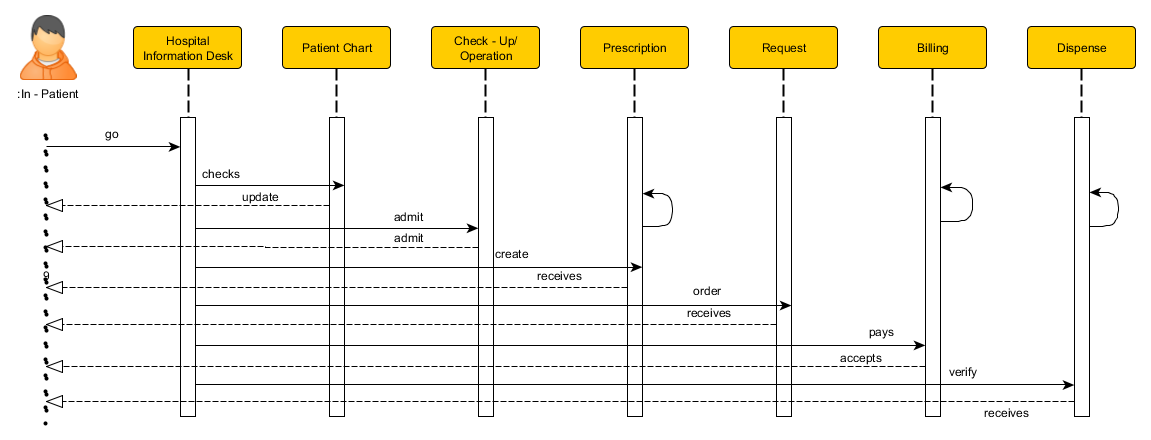 Hospital
Information Desk
Patient Chart
Check - Up/
Operation
Prescription
Request
Billing
Dispense
:In - Patient
go
checks
update
admit
admit
create
9
receives
order
receives
pays
accepts
verify
receives